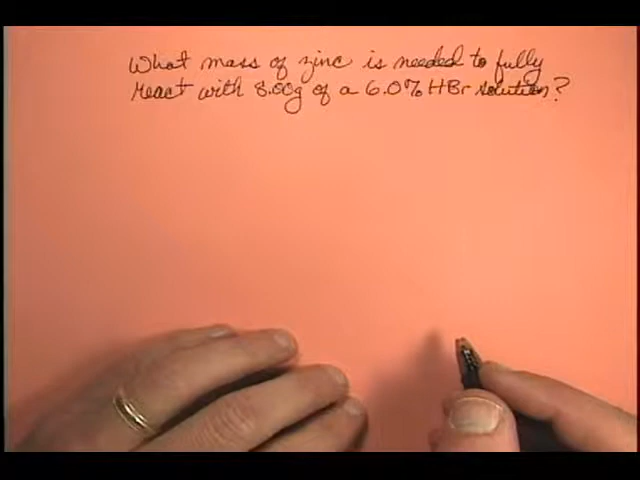 What mass of zinc is needed to fully
react with 8.00g of a 6.0% HBr solution?